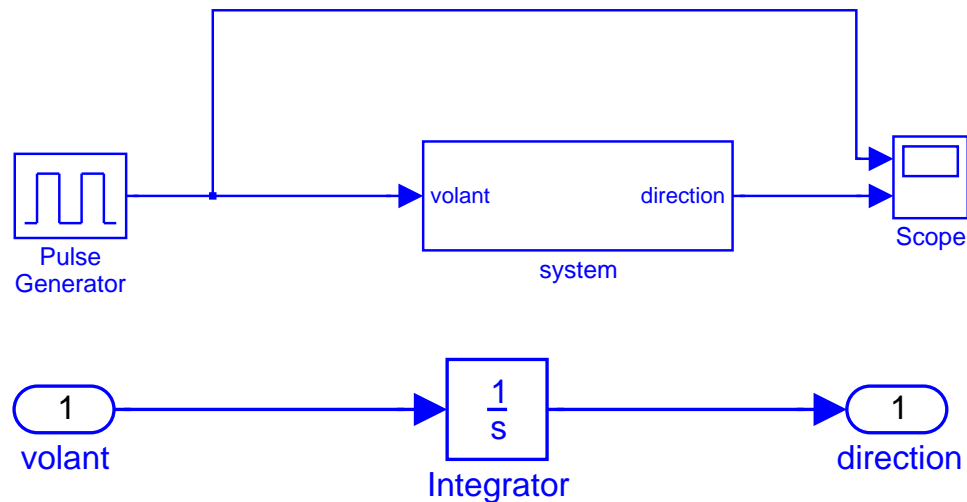 volant
direction
Pulse
Generator
system
Scope
1
1
s
1
volant
Integrator
direction